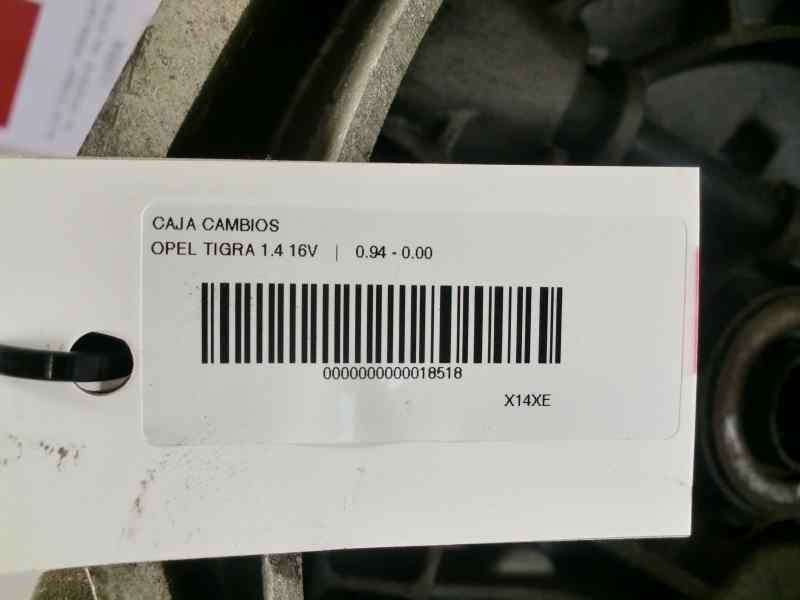 CAJA CAMBIOS
OPEL TIGRA 1.4 16V | 0.94 - 0.00
0000000000018518
X14XE